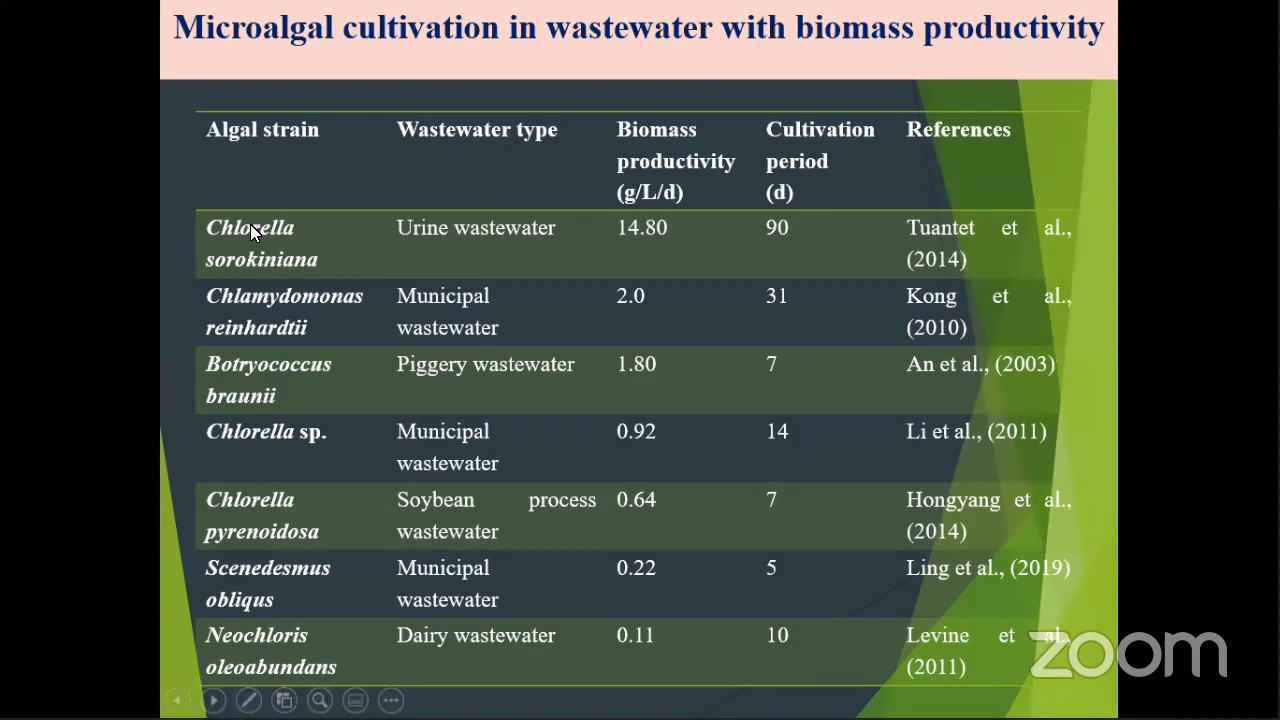 Microalgal cultivation in wastewater with biomass productivity
Algal strain Wastewater type Biomass productivity (g/L/d) Cultivation period (d) References
Chlorella sorokiniana Urine wastewater 14.80 90 Tuantet et al., (2014)
Chlamydomonas reinhardtii Municipal wastewater 2.0 31 Kong et al., (2010)
Botryococcus braunii Piggery wastewater 1.80 7 An et al., (2003)
Chlorella sp. Municipal wastewater 0.92 14 Li et al., (2011)
Chlorella pyrenoidosa Soybean process wastewater 0.64 7 Hongyang et al., (2014)
Scenedesmus obliqus Municipal wastewater 0.22 5 Ling et al., (2019)
Neochloris oleoabundans Dairy wastewater 0.11 10 Levine et al., (2011)
zoom